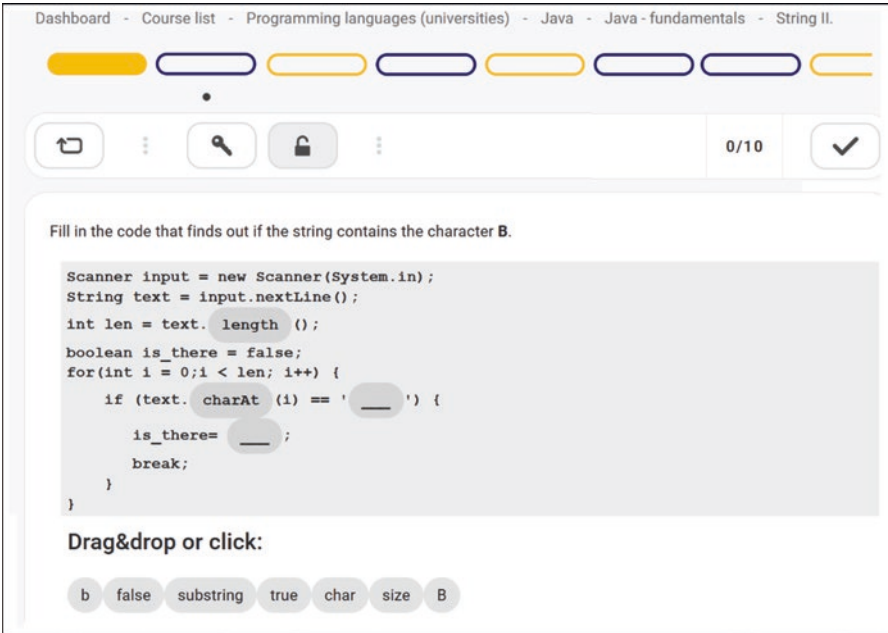 Dashboard - Course list - Programming languages (universities) - Java - Java - fundamentals - String II.
0/10
Fill in the code that finds out if the string contains the character B.
Scanner input = new Scanner(System.in);
String text = input.nextLine();
int len = text. length ();
boolean is_there = false;
for(int i = 0;i < len; i++) {
if (text. charAt (i) == ' ___ ') {
is_there= ___ ;
break;
}
}
Drag&drop or click:
b false substring true char size B